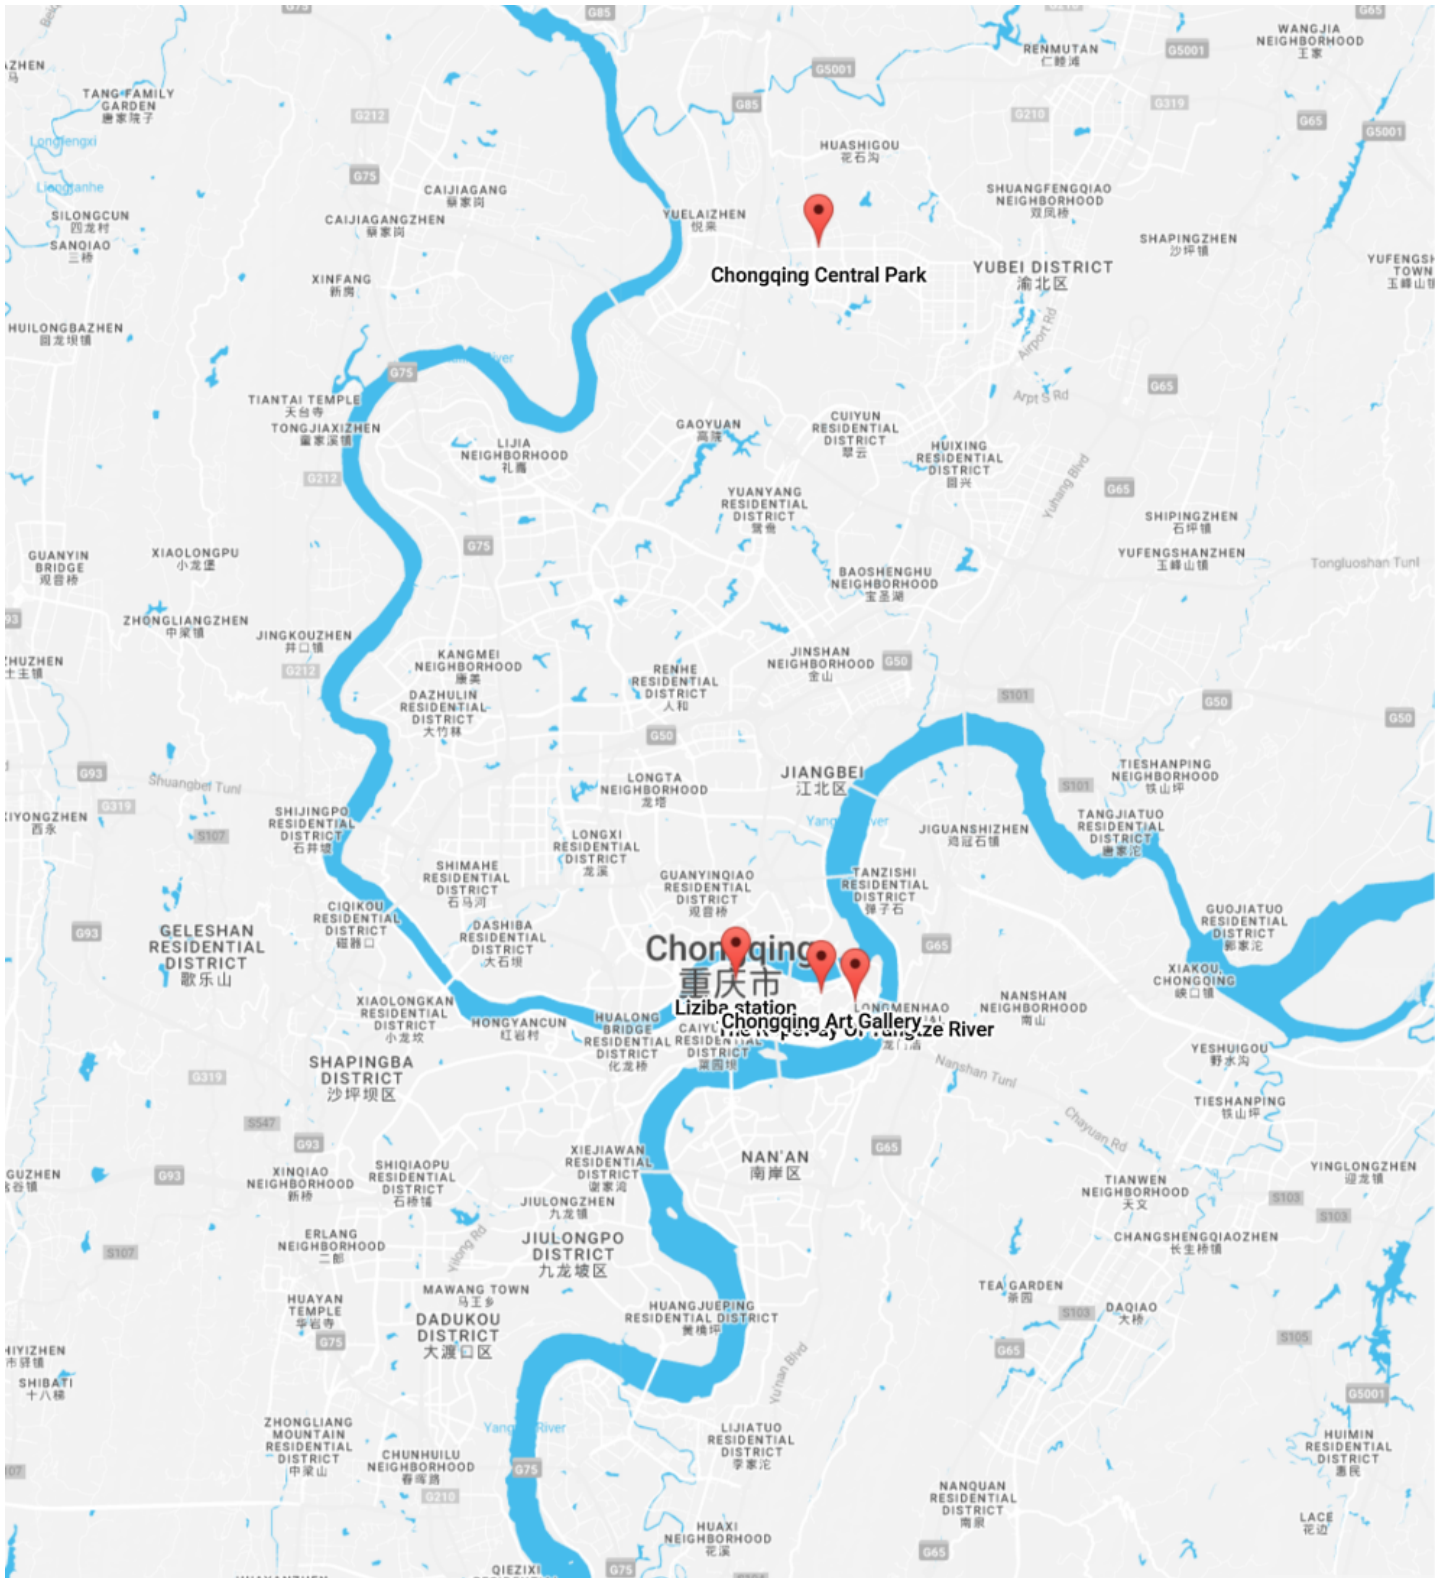 G75
G85
G65
WANGJIA
NEIGHBORHOOD
王家
RENMUTAN
仁睦滩
G5001
AZHEN
马
G5001
TANG FAMILY
GARDEN
唐家院子
G85
G319
G212
G210
G65
G5001
Longfengxi
HUASHIGOU
花石沟
G75
Liangtanhe
CAIJIAGANG
蔡家岗
SHUANGFENGQIAO
NEIGHBORHOOD
双凤桥
SILONGCUN
四龙村
CAIJIAGANGZHEN
蔡家岗
YUELAIZHEN
悦来
SANQIAO
三桥
SHAPINGZHEN
沙坪镇
Chongqing Central Park
YUBEI DISTRICT
渝北区
YUFENGSH
TOWN
玉峰山镇
XINFANG
新房
HUILONGBAZHEN
回龙坝镇
Airport Rd
G75
G65
TIANTAI TEMPLE
天台寺
Arpt S Rd
TONGJIAXIZHEN
童家溪镇
GAOYUAN
高院
CUIYUN
RESIDENTIAL
DISTRICT
翠云
LIJIA
NEIGHBORHOOD
礼嘉
HUIXING
RESIDENTIAL
DISTRICT
回兴
G212
Yuhang Blvd
G65
YUANYANG
RESIDENTIAL
DISTRICT
鸳鸯
SHIPINGZHEN
石坪镇
G75
GUANYIN
BRIDGE
观音桥
XIAOLONGPU
小龙堡
YUFENGSHANZHEN
玉峰山镇
Tongluoshan Tunl
BAOSHENGHU
NEIGHBORHOOD
宝圣湖
G93
ZHONGLIANGZHEN
中梁镇
JINGKOUZHEN
井口镇
KANGMEI
NEIGHBORHOOD
康美
JINSHAN
NEIGHBORHOOD
金山
G50
ZHUZHEN
土主镇
G212
RENHE
RESIDENTIAL
DISTRICT
人和
DAZHULIN
RESIDENTIAL
DISTRICT
大竹林
S101
G50
G50
G50
G93
Shuangbei Tunl
LONGTA
NEIGHBORHOOD
龙塔
JIANGBEI
江北区
TIESHANPING
NEIGHBORHOOD
铁山坪
S101
G319
IYONGZHEN
西永
SHIJINGPO
RESIDENTIAL
DISTRICT
石井坡
S107
TANGJIATUO
RESIDENTIAL
DISTRICT
唐家沱
JIGUANSHIZHEN
鸡冠石镇
LONGXI
RESIDENTIAL
DISTRICT
龙溪
SHIMAHE
RESIDENTIAL
DISTRICT
石马河
GUANYINQIAO
RESIDENTIAL
DISTRICT
观音桥
TANZISHI
RESIDENTIAL
DISTRICT
弹子石
CIQIKOU
RESIDENTIAL
DISTRICT
磁器口
GUOJIATUO
RESIDENTIAL
DISTRICT
郭家沱
G93
GELESHAN
RESIDENTIAL
DISTRICT
歌乐山
DASHIBA
RESIDENTIAL
DISTRICT
大石坝
Chongqing
重庆市
G65
XIAKOU,
CHONGQING
峡口镇
XIAOLONGKAN
RESIDENTIAL
DISTRICT
小龙坎
HONGYANCUN
红岩村
HUALONG
BRIDGE
RESIDENTIAL
DISTRICT
化龙桥
Liziba station
Chongqing Art Gallery
The Ropeway Of Yangtze River
DISTRICT
菜园坝
NANSHAN
NEIGHBORHOOD
南山
SHAPINGBA
DISTRICT
沙坪坝区
G319
Nanshan Tunl
YESHUIGOU
野水沟
TIESHANPING
铁山坪
S547
G93
Chayuan Rd
G65
XIEJIAWAN
RESIDENTIAL
DISTRICT
谢家湾
NAN'AN
南岸区
G93
XINQIAO
NEIGHBORHOOD
新桥
SHIQIAOPU
RESIDENTIAL
DISTRICT
石桥铺
YINGLONGZHEN
迎龙镇
TIANWEN
NEIGHBORHOOD
天文
S103
S103
JIULONGZHEN
九龙镇
ERLANG
NEIGHBORHOOD
二郎
JIULONGPO
DISTRICT
九龙坡区
CHANGSHENGQIAOZHEN
长生桥镇
S107
Yilong Rd
MAWANG TOWN
马王乡
TEA GARDEN
茶园
HUAYAN
TEMPLE
华岩寺
HUANGJUEPING
RESIDENTIAL DISTRICT
黄桷坪
S103
DAQIAO
大桥
DADUKOU
DISTRICT
大渡口区
G75
S105
G65
HIYIZHEN
市驿镇
SHIBATI
十八梯
Yu'nan Blvd
G5001
ZHONGLIANG
MOUNTAIN
RESIDENTIAL
DISTRICT
中梁山
LIJIATUO
RESIDENTIAL
DISTRICT
李家沱
HUIMIN
RESIDENTIAL
DISTRICT
惠民
CHUNHUILU
NEIGHBORHOOD
春晖路
G75
G210
NANQUAN
RESIDENTIAL
DISTRICT
南泉
LACE
花边
HUAXI
NEIGHBORHOOD
花溪
G65
QIEZIXI
G75